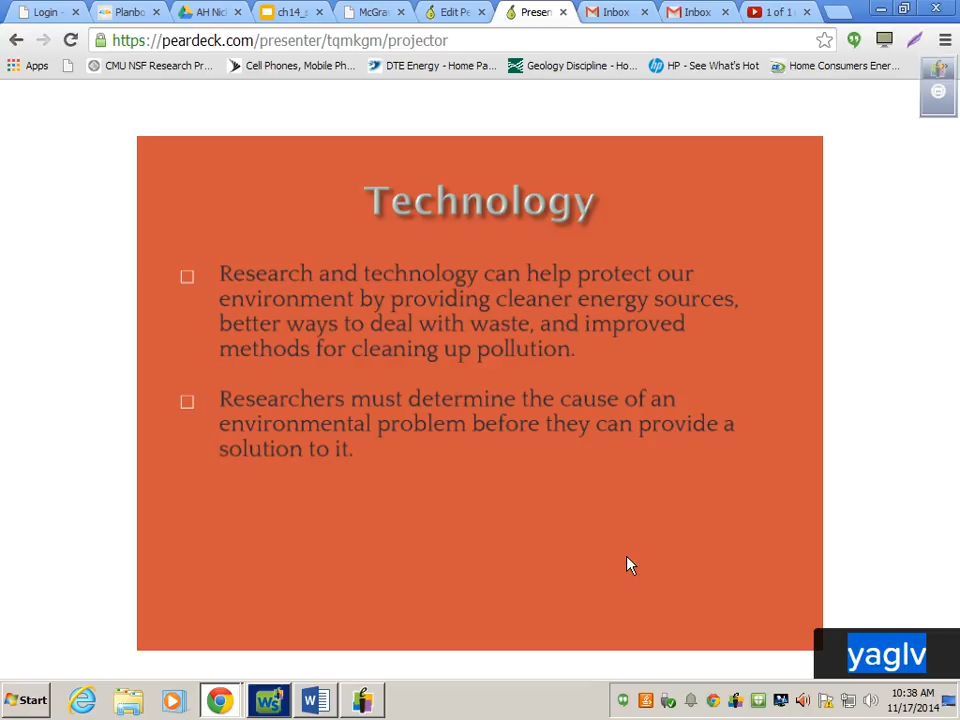 Login - × Planbo × AH Nic × ch14_ × McGra × Edit Pe × Presen × Inbox × Inbox × 1 of 1 ×
https://peardeck.com/presenter/tqmkgm/projector
Apps CMU NSF Research Pr... Cell Phones, Mobile Ph... DTE Energy - Home Pa... Geology Discipline - Ho... HP - See What's Hot Home Consumers Ener...
Technology
Research and technology can help protect our
environment by providing cleaner energy sources,
better ways to deal with waste, and improved
methods for cleaning up pollution.
Researchers must determine the cause of an
environmental problem before they can provide a
solution to it.
yaglv
Start
10:38 AM
11/17/2014